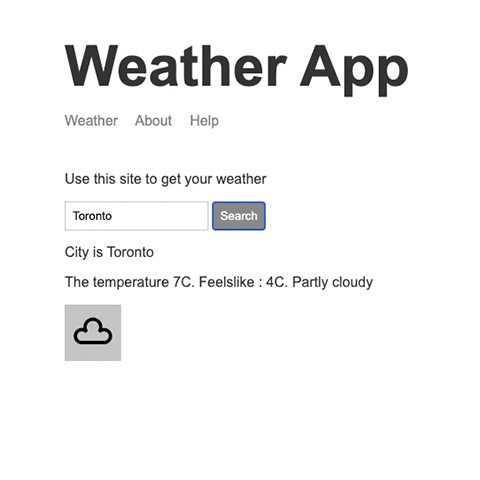 Weather App
Weather About Help
Use this site to get your weather
Toronto Search
City is Toronto
The temperature 7C. Feelslike : 4C. Partly cloudy